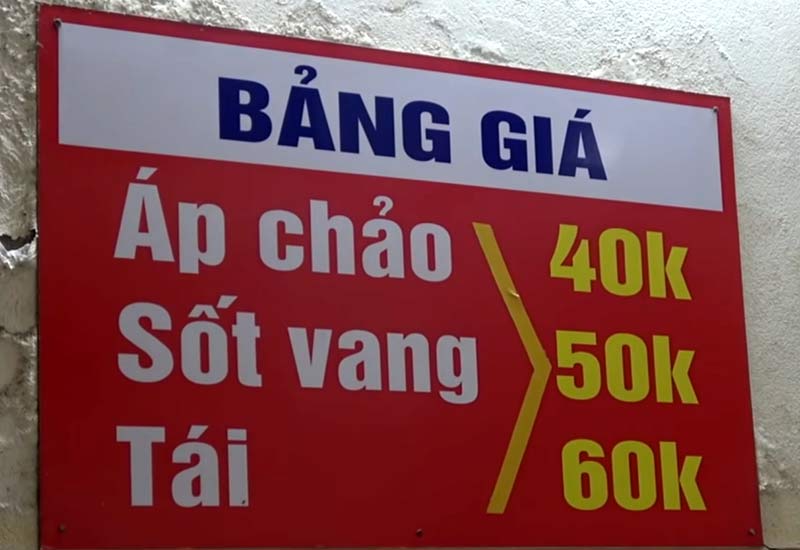 BẢNG GIÁ
Áp chảo 40k
Sốt vang 50k
Tái 60k